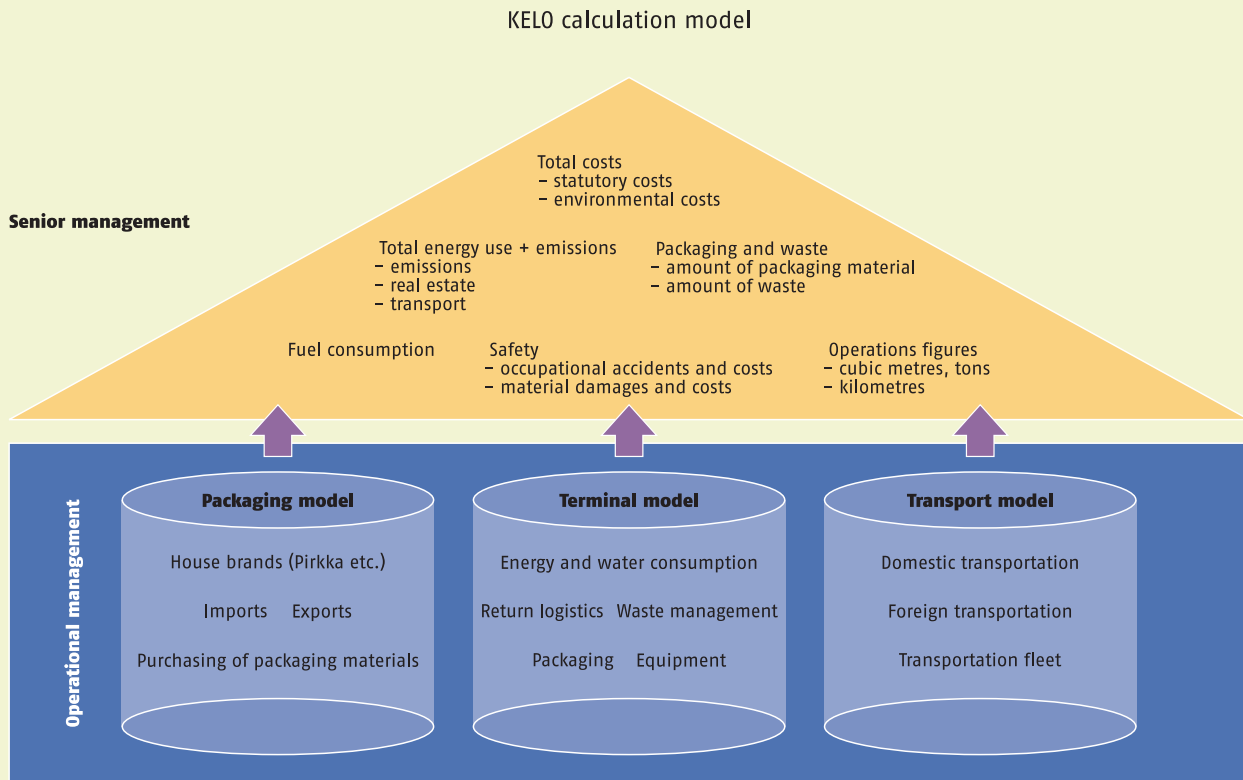 KELO calculation model
Senior management
Total costs
– statutory costs
– environmental costs
Total energy use + emissions
– emissions
– real estate
– transport
Packaging and waste
– amount of packaging material
– amount of waste
Fuel consumption
Safety
– occupational accidents and costs
– material damages and costs
Operations figures
– cubic metres, tons
– kilometres
Operational management
Packaging model
House brands (Pirkka etc.)
Imports Exports
Purchasing of packaging materials
Terminal model
Energy and water consumption
Return logistics Waste management
Packaging Equipment
Transport model
Domestic transportation
Foreign transportation
Transportation fleet